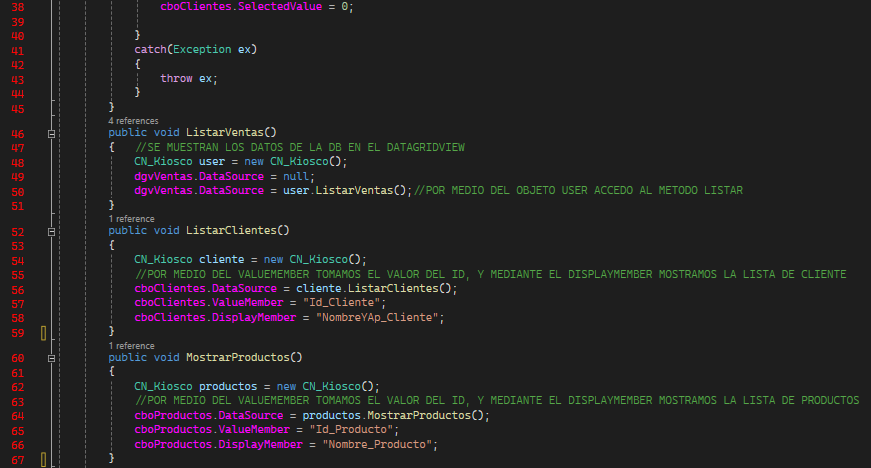 38 cboClientes.SelectedValue = 0;
39
40 }
41 catch(Exception ex)
42 {
43 throw ex;
44 }
45 }
4 references
46 public void ListarVentas()
47 { //SE MUESTRAN LOS DATOS DE LA DB EN EL DATAGRIDVIEW
48 CN_Kiosco user = new CN_Kiosco();
49 dgvVentas.DataSource = null;
50 dgvVentas.DataSource = user.ListarVentas();//POR MEDIO DEL OBJETO USER ACCEDO AL METODO LISTAR
51 }
1 reference
52 public void ListarClientes()
53 {
54 CN_Kiosco cliente = new CN_Kiosco();
55 //POR MEDIO DEL VALUEMEMBER TOMAMOS EL VALOR DEL ID, Y MEDIANTE EL DISPLAYMEMBER MOSTRAMOS LA LISTA DE CLIENTE
56 cboClientes.DataSource = cliente.ListarClientes();
57 cboClientes.ValueMember = "Id_Cliente";
58 cboClientes.DisplayMember = "NombreYAp_Cliente";
59 }
1 reference
60 public void MostrarProductos()
61 {
62 CN_Kiosco productos = new CN_Kiosco();
63 //POR MEDIO DEL VALUEMEMBER TOMAMOS EL VALOR DEL ID, Y MEDIANTE EL DISPLAYMEMBER MOSTRAMOS LA LISTA DE PRODUCTOS
64 cboProductos.DataSource = productos.MostrarProductos();
65 cboProductos.ValueMember = "Id_Producto";
66 cboProductos.DisplayMember = "Nombre_Producto";
67 }